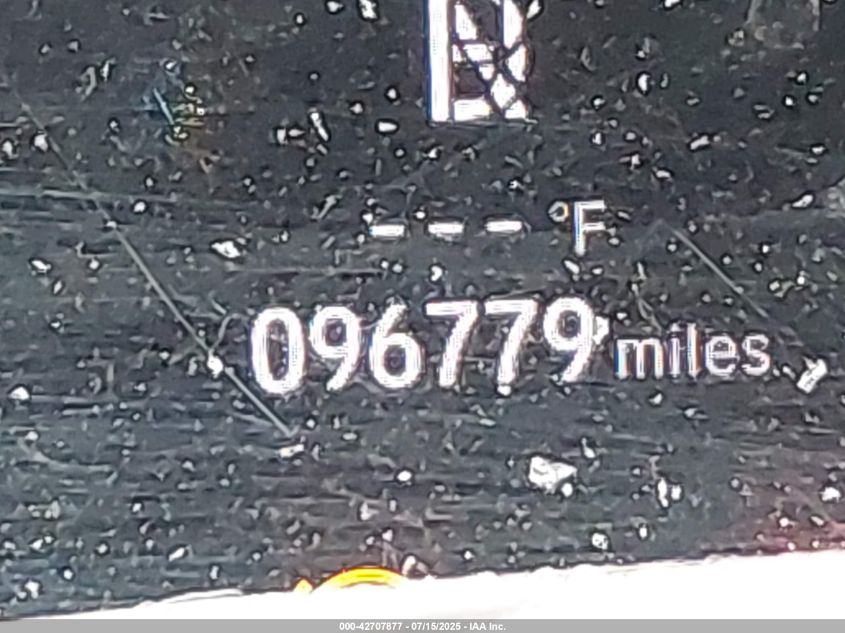 --- °F
096779 miles
000-42707877 - 07/15/2025 - IAA Inc.